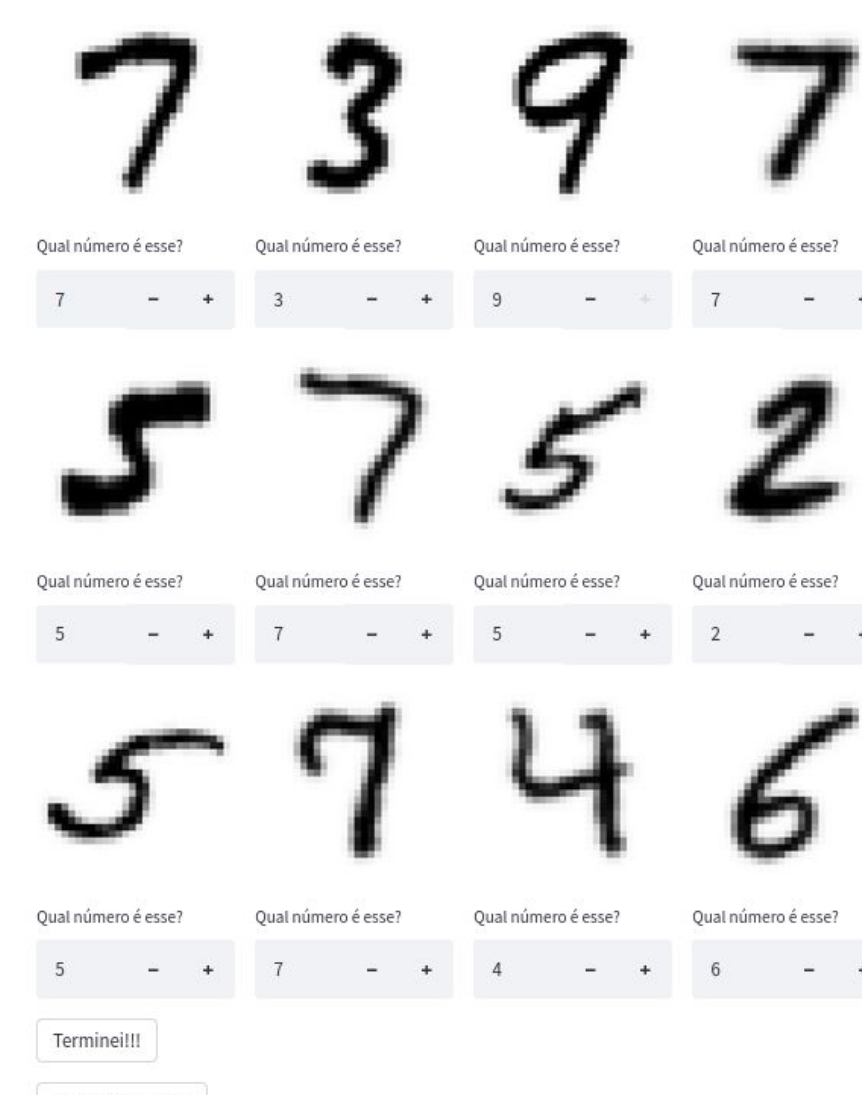 7 3 9 7
Qual número é esse? Qual número é esse? Qual número é esse? Qual número é esse?
7 − + 3 − + 9 − + 7 −
5 7 5 2
Qual número é esse? Qual número é esse? Qual número é esse? Qual número é esse?
5 − + 7 − + 5 − + 2 −
5 7 4 6
Qual número é esse? Qual número é esse? Qual número é esse? Qual número é esse?
5 − + 7 − + 4 − + 6 −
Terminei!!!